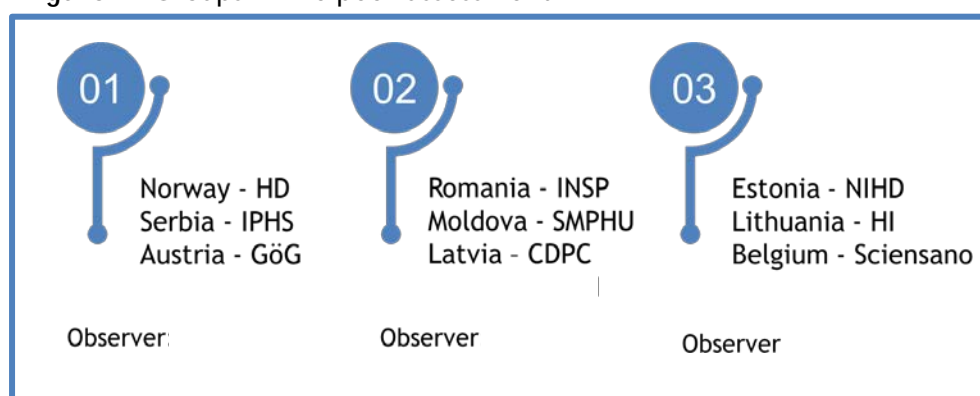 01
Norway - HD
Serbia - IPHS
Austria - GöG
Observer:
02
Romania - INSP
Moldova - SMPHU
Latvia – CDPC
Observer
03
Estonia - NIHD
Lithuania - HI
Belgium - Sciensano
Observer